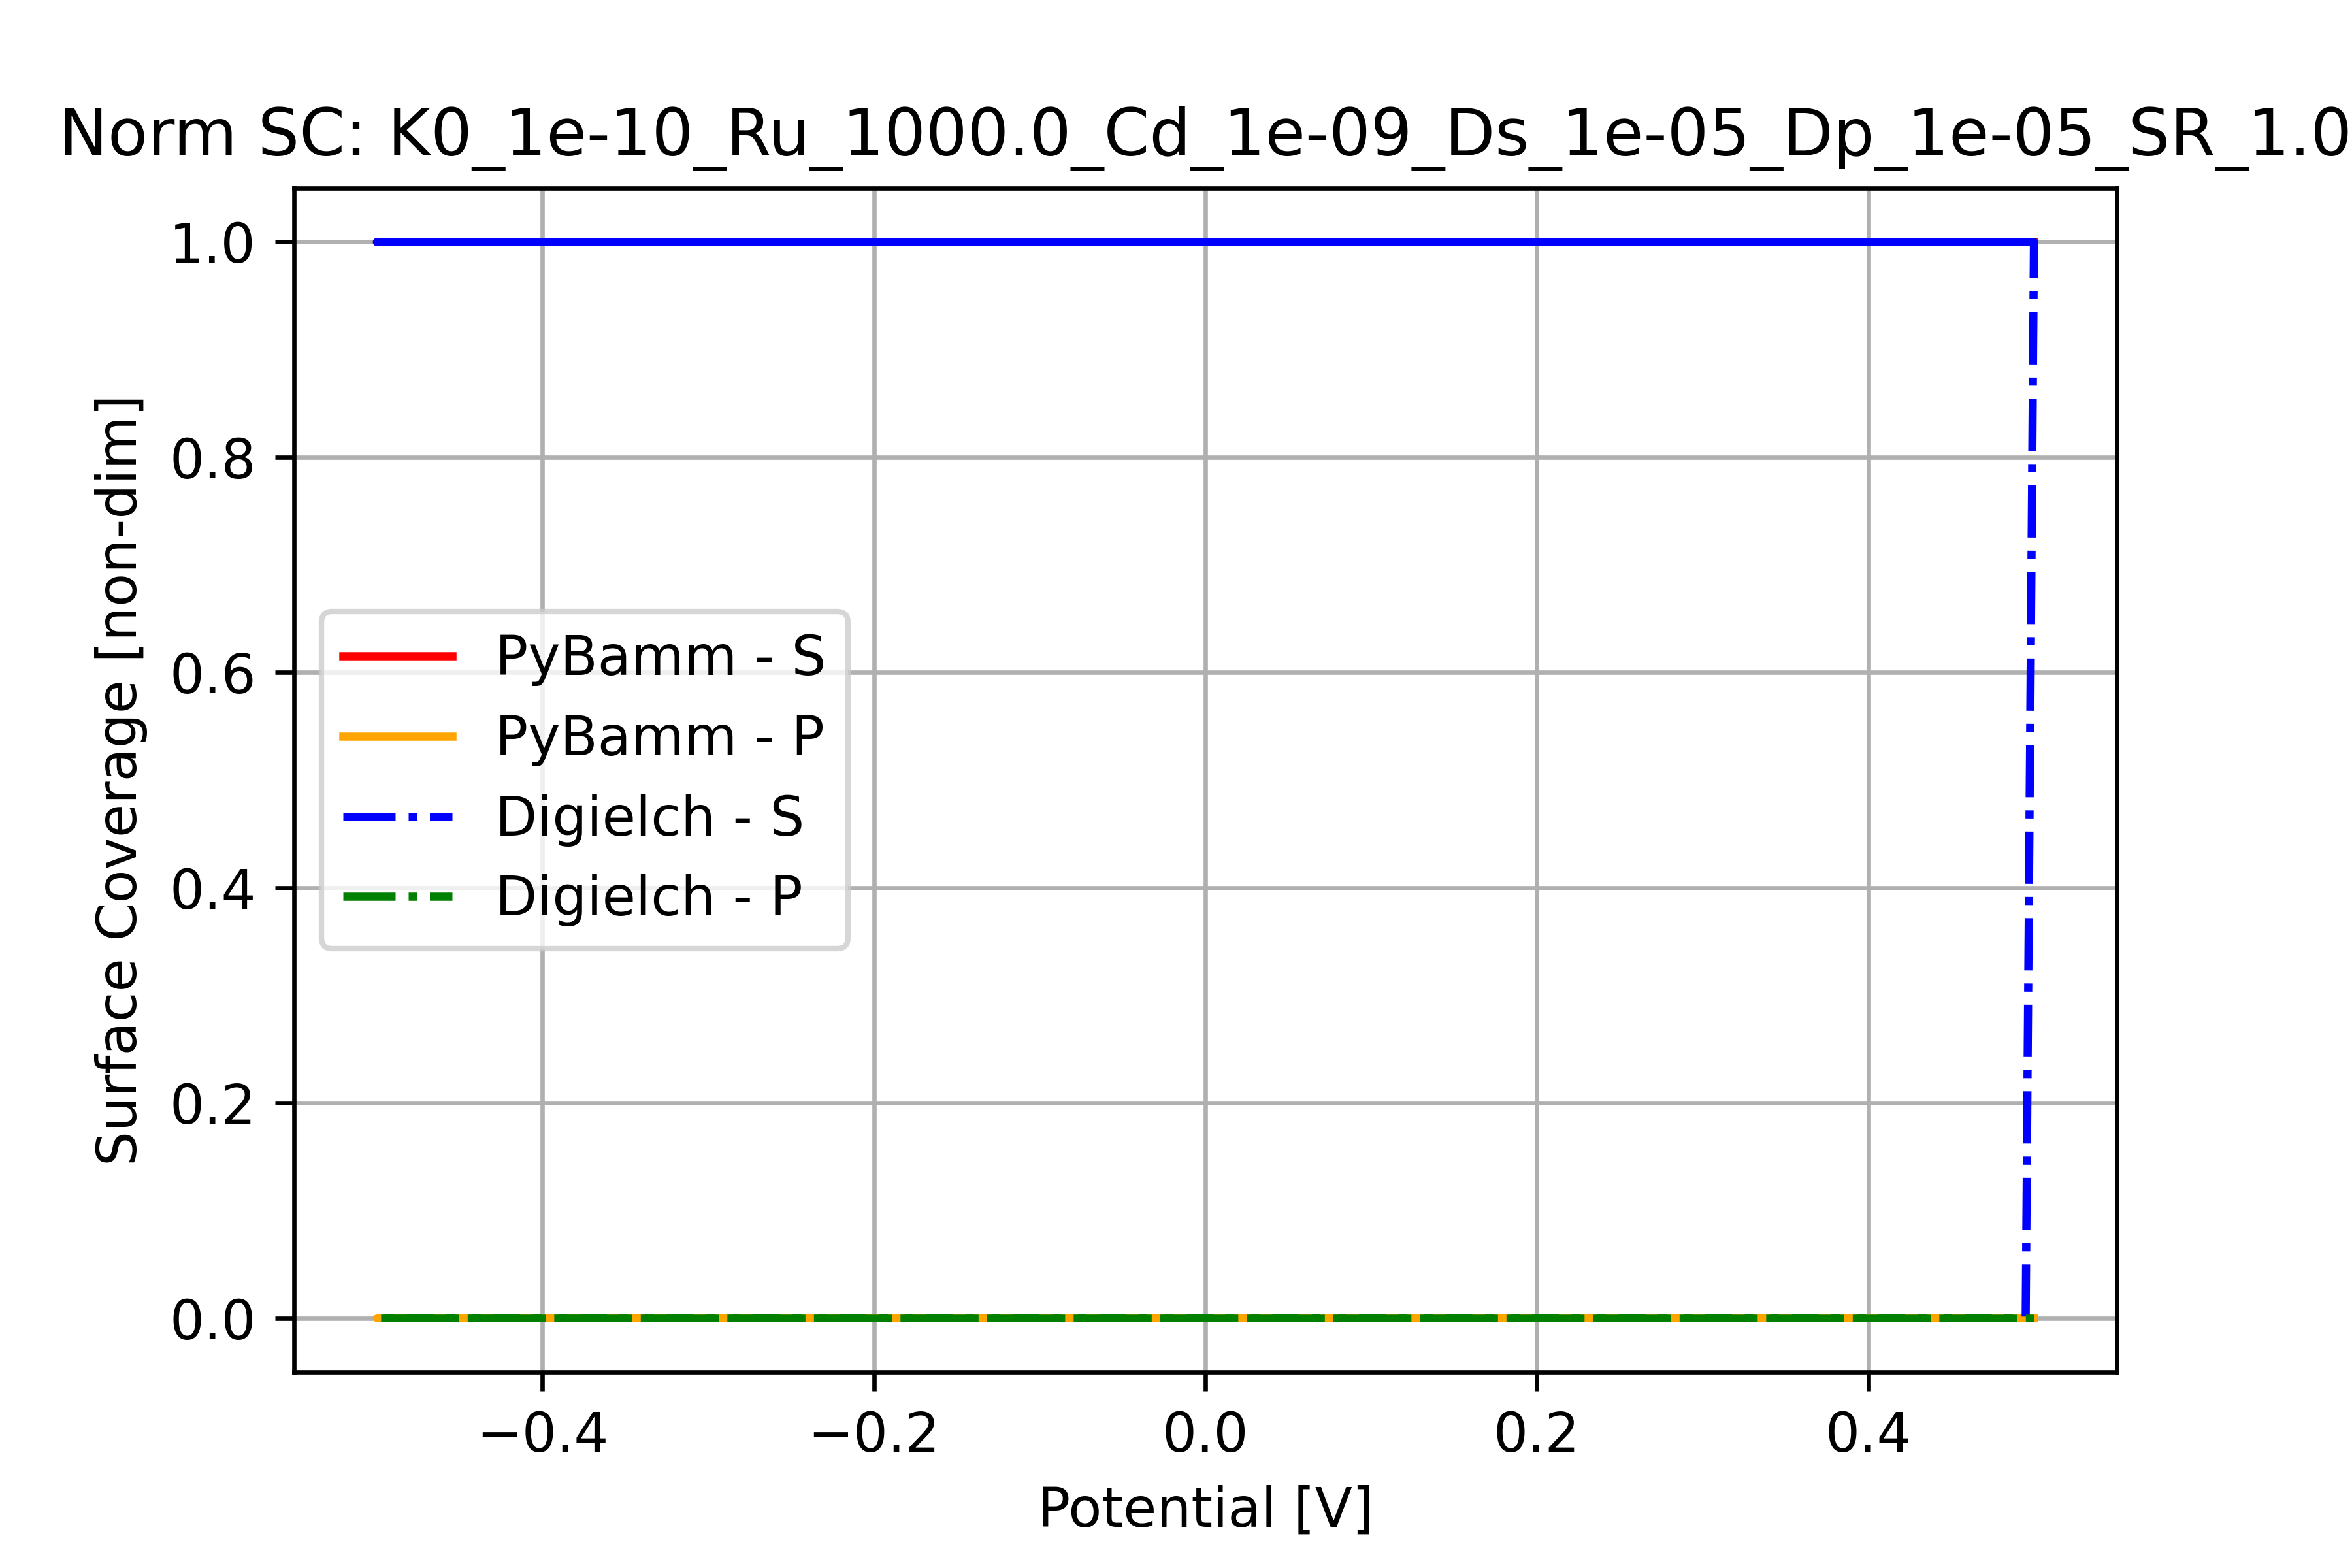 Norm SC: K0_1e-10_Ru_1000.0_Cd_1e-09_Ds_1e-05_Dp_1e-05_SR_1.0
Surface Coverage [non-dim]
1.0
0.8
0.6
0.4
0.2
0.0
PyBamm - S
PyBamm - P
Digielch - S
Digielch - P
−0.4 −0.2 0.0 0.2 0.4
Potential [V]